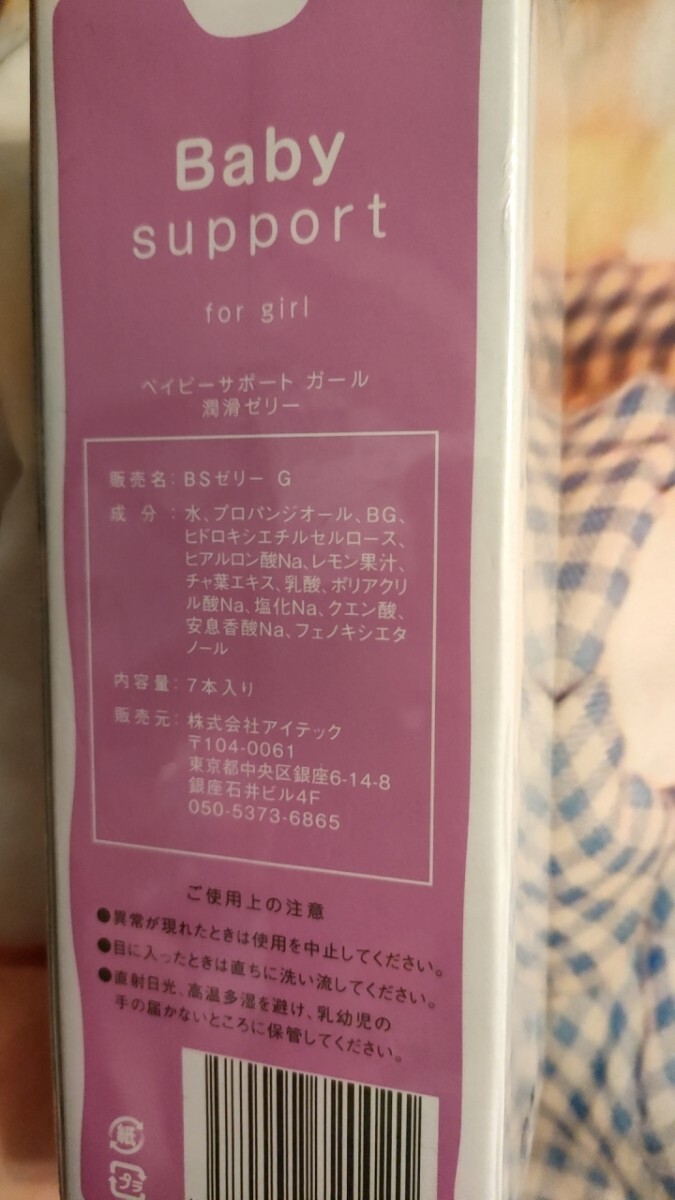 Baby
support
for girl
ベイビーサポート ガール
潤滑ゼリー
販売名：BSゼリー G
成分：水、プロパンジオール、BG、
ヒドロキシエチルセルロース、
ヒアルロン酸Na、レモン果汁、
チャ葉エキス、乳酸、ポリアクリ
ル酸Na、塩化Na、クエン酸、
安息香酸Na、フェノキシエタ
ノール
内容量：7本入り
販売元：株式会社アイテック
〒104-0061
東京都中央区銀座6-14-8
銀座石井ビル4F
050-5373-6865
ご使用上の注意
●異常が現れたときは使用を中止してください。
●目に入ったときは直ちに洗い流してください。
●直射日光、高温多湿を避け、乳幼児の
手の届かないところに保管してください。
紙
プラ